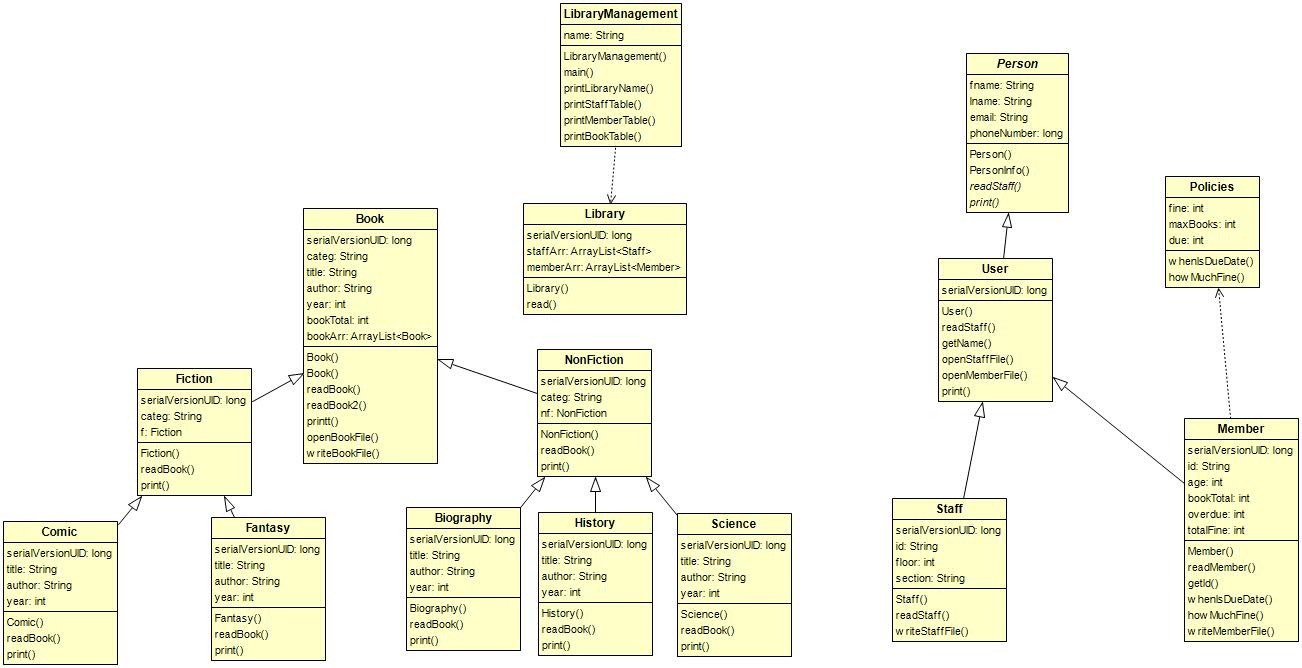 LibraryManagement
name: String
LibraryManagement()
main()
printLibraryName()
printStaffTable()
printMemberTable()
printBookTable()
Person
fname: String
lname: String
email: String
phoneNumber: long
Person()
PersonInfo()
readStaff()
print()
Policies
fine: int
maxBooks: int
due: int
whenIsDueDate()
howMuchFine()
Book
serialVersionUID: long
categ: String
title: String
author: String
year: int
bookTotal: int
bookArr: ArrayList<Book>
Book()
Book()
readBook()
readBook2()
printt()
openBookFile()
writeBookFile()
Library
serialVersionUID: long
staffArr: ArrayList<Staff>
memberArr: ArrayList<Member>
Library()
read()
User
serialVersionUID: long
User()
readStaff()
getName()
openStaffFile()
openMemberFile()
print()
Fiction
serialVersionUID: long
categ: String
f: Fiction
Fiction()
readBook()
print()
NonFiction
serialVersionUID: long
categ: String
nf: NonFiction
NonFiction()
readBook()
print()
Member
serialVersionUID: long
id: String
age: int
bookTotal: int
overdue: int
totalFine: int
Member()
readMember()
getId()
whenIsDueDate()
howMuchFine()
writeMemberFile()
Comic
serialVersionUID: long
title: String
author: String
year: int
Comic()
readBook()
print()
Fantasy
serialVersionUID: long
title: String
author: String
year: int
Fantasy()
readBook()
print()
Biography
serialVersionUID: long
title: String
author: String
year: int
Biography()
readBook()
print()
History
serialVersionUID: long
title: String
author: String
year: int
History()
readBook()
print()
Science
serialVersionUID: long
title: String
author: String
year: int
Science()
readBook()
print()
Staff
serialVersionUID: long
id: String
floor: int
section: String
Staff()
readStaff()
writeStaffFile()